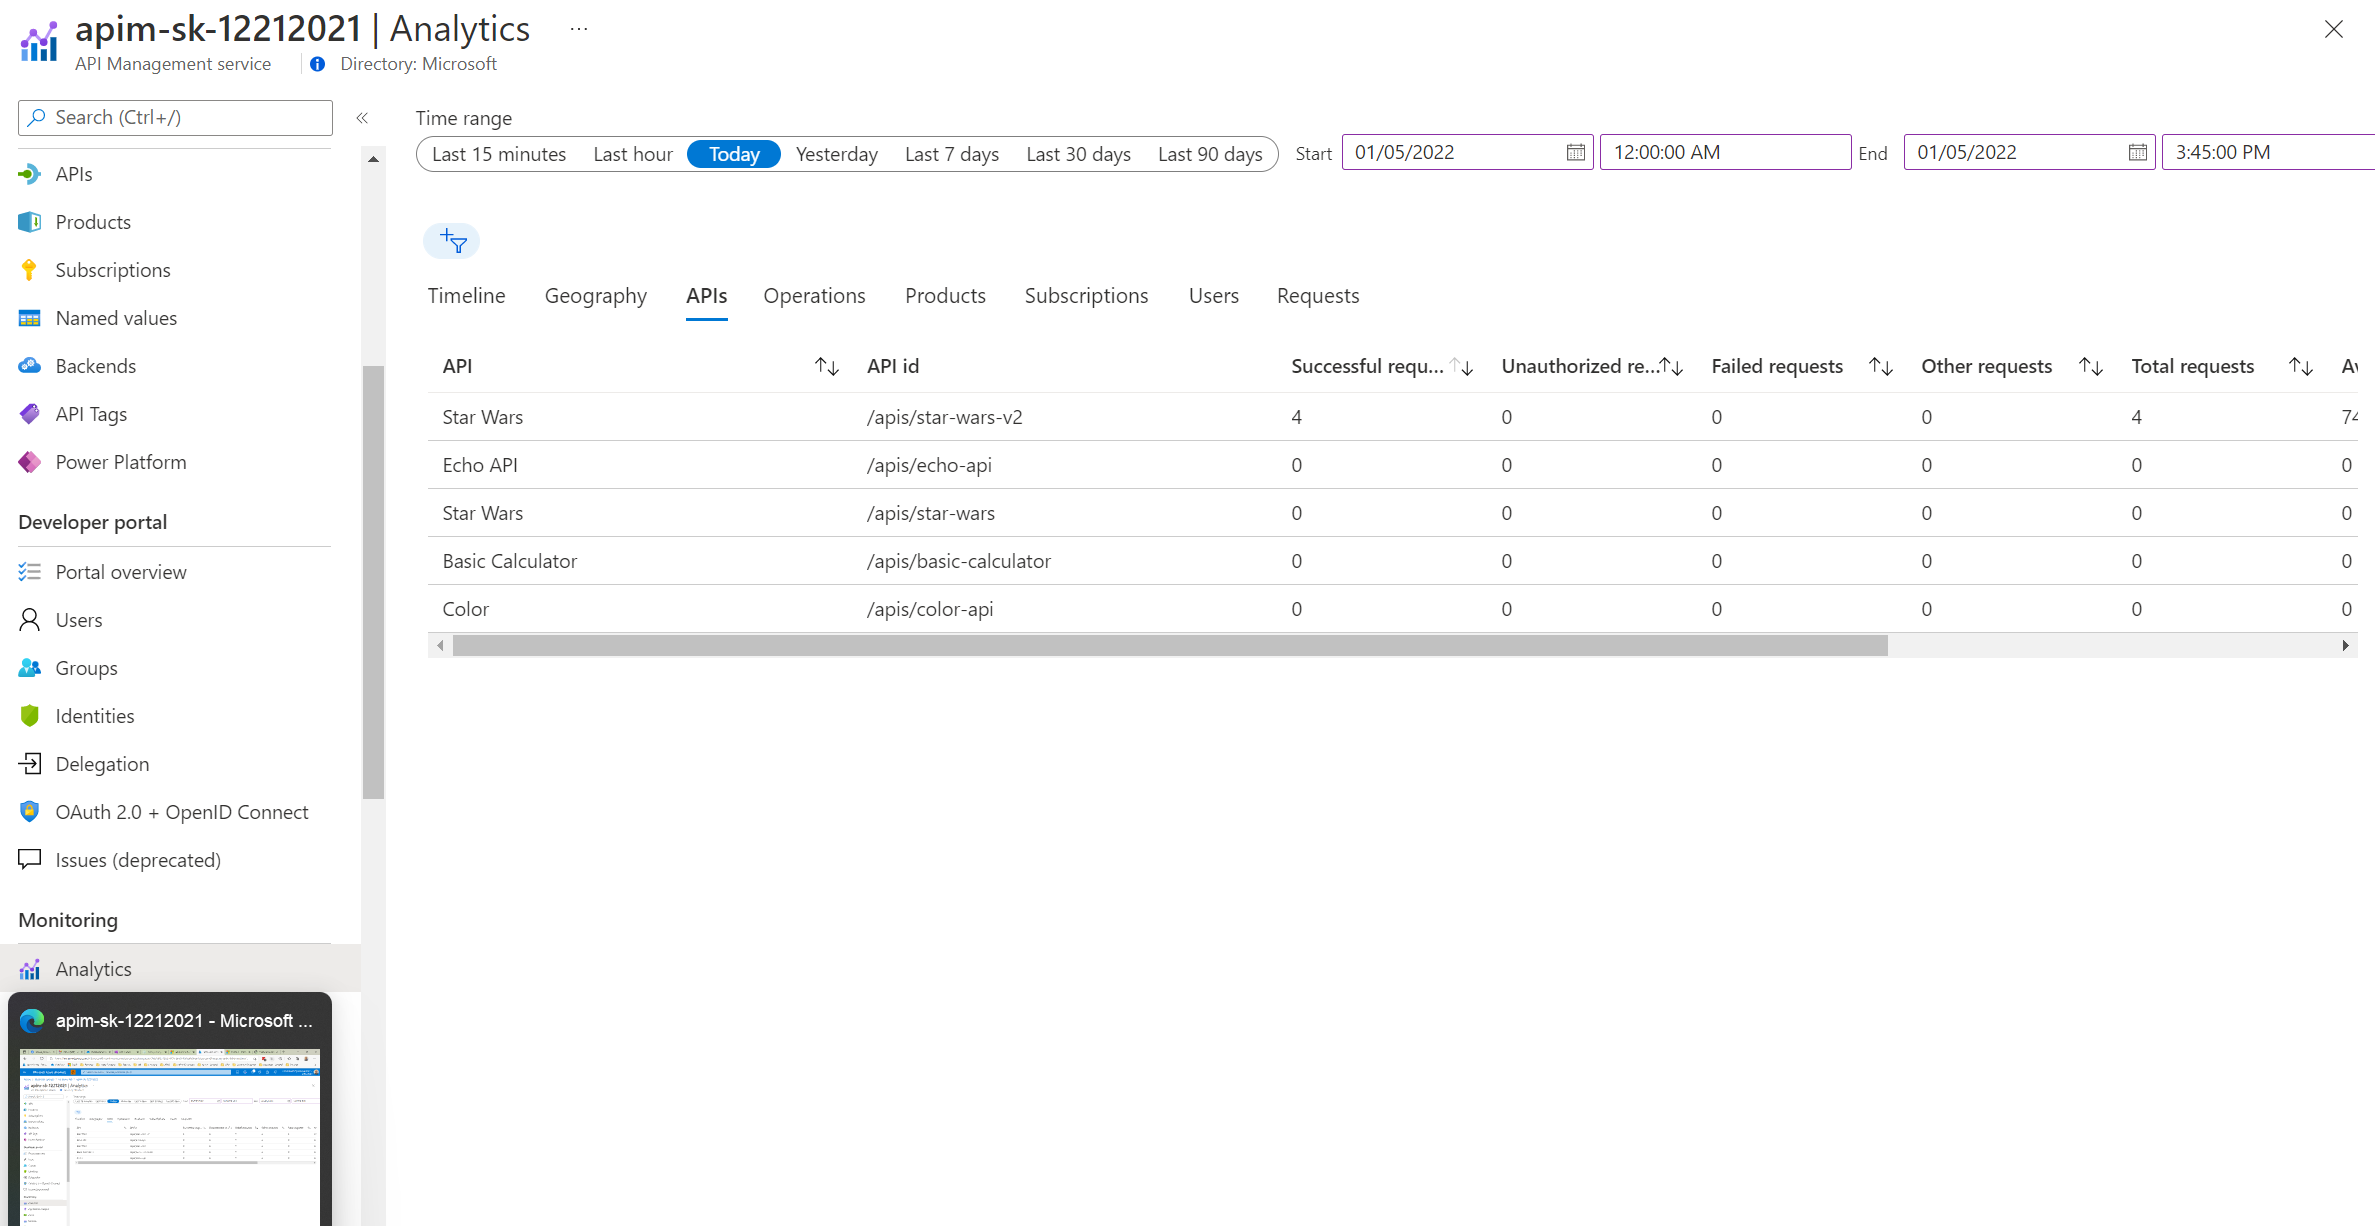 apim-sk-12212021 | Analytics ...
API Management service Directory: Microsoft
Search (Ctrl+/) «
APIs
Products
Subscriptions
Named values
Backends
API Tags
Power Platform
Developer portal
Portal overview
Users
Groups
Identities
Delegation
OAuth 2.0 + OpenID Connect
Issues (deprecated)
Monitoring
Analytics
apim-sk-12212021 - Microsoft ...
Time range
Last 15 minutes Last hour Today Yesterday Last 7 days Last 30 days Last 90 days Start 01/05/2022 12:00:00 AM End 01/05/2022 3:45:00 PM
Timeline Geography APIs Operations Products Subscriptions Users Requests
API API id Successful requ... Unauthorized re... Failed requests Other requests Total requests Av
Star Wars /apis/star-wars-v2 4 0 0 0 4 74
Echo API /apis/echo-api 0 0 0 0 0 0
Star Wars /apis/star-wars 0 0 0 0 0 0
Basic Calculator /apis/basic-calculator 0 0 0 0 0 0
Color /apis/color-api 0 0 0 0 0 0